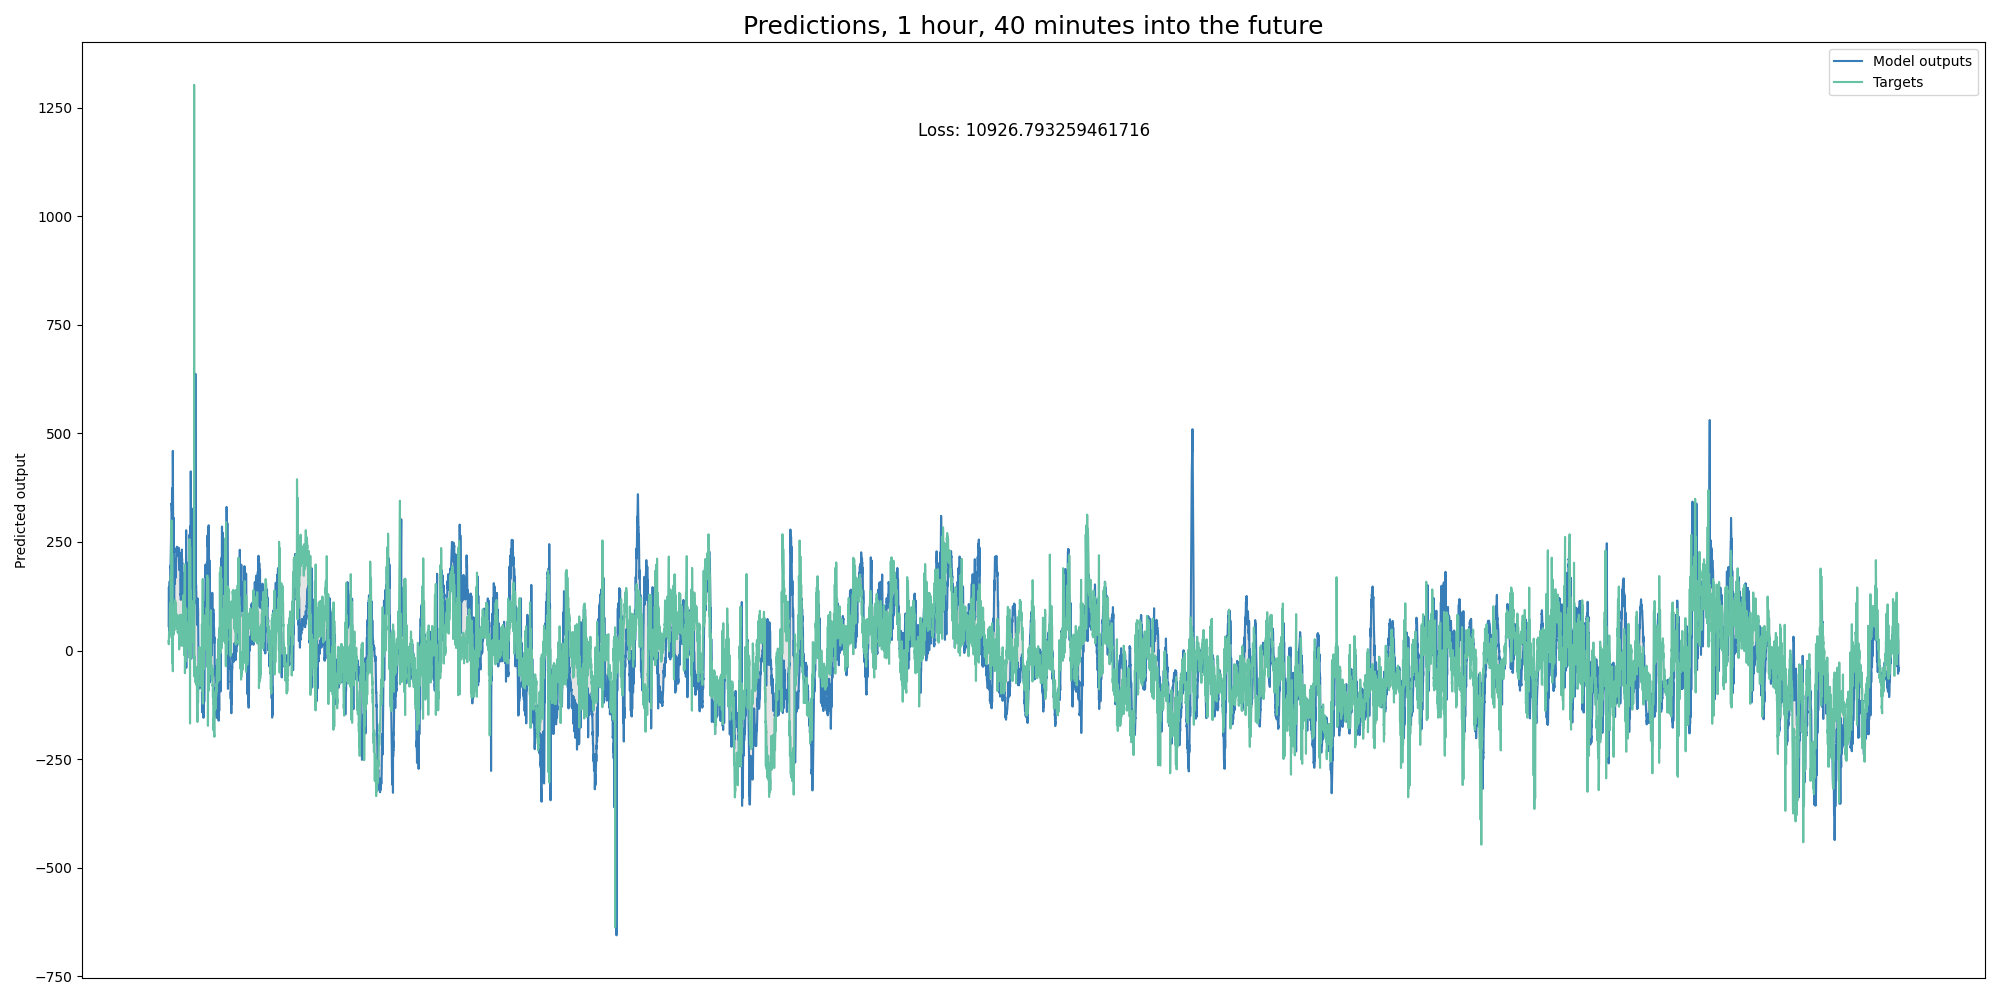 Predictions, 1 hour, 40 minutes into the future
Model outputs
Targets
Loss: 10926.793259461716
Predicted output
1250
1000
750
500
250
0
−250
−500
−750